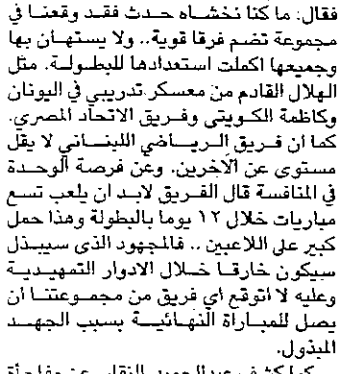 فقال: ما كنا نخشاه حدث فقد وقعنا في
مجموعة تضم فرقا قوية.. ولا يستهان بها
وجميعها اكملت استعدادها للبطولة. مثل
الهلال القادم من معسكر تدريبي في اليونان
وكاظمة الكويتي وفريق الاتحاد المصري.
كما ان فريق الرياضي اللبناني لا يقل
مستوى عن الآخرين. وعن فرصة الوحدة
في المنافسة قال الفريق لابد ان يلعب تسع
مباريات خلال ١٢ يوما بالبطولة وهذا حمل
كبير على اللاعبين .. فالمجهود الذى سيبذل
سيكون خارقا خلال الادوار التمهيدية
وعليه لا اتوقع اي فريق من مجموعتنا ان
يصل للمباراة النهائية بسبب الجهد
المبذول.